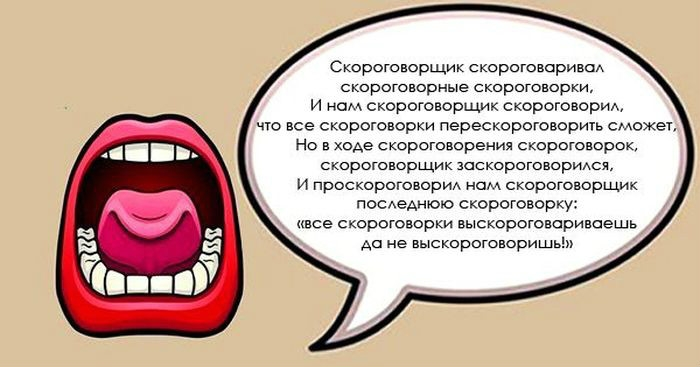 Скороговорщик скороговаривал
скороговорные скороговорки,
И нам скороговорщик скороговорил,
что все скороговорки перескороговорить сможет,
Но в ходе скороговорения скороговорок,
скороговорщик заскороговорился,
И проскороговорил нам скороговорщик
последнюю скороговорку:
«все скороговорки выскороговариваешь
да не выскороговоришь!»